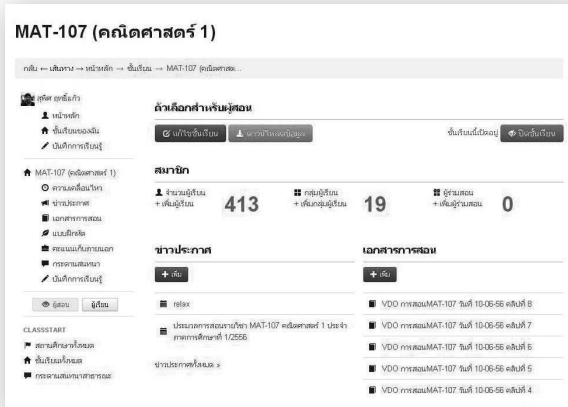 MAT-107 (คณิตศาสตร์ 1)
กลับ ← เส้นทาง → หน้าหลัก → ชั้นเรียน → MAT-107 (คณิตศาสต...
สุพัศ ฤทธิ์แก้ว
หน้าหลัก
ชั้นเรียนของฉัน
บันทึกการเรียนรู้
MAT-107 (คณิตศาสตร์ 1)
ความเคลื่อนไหว
ข่าวประกาศ
เอกสารการสอน
แบบฝึกหัด
คะแนนเก็บภายนอก
กระดานสนทนา
บันทึกการเรียนรู้
ผู้สอน ผู้เรียน
CLASSSTART
สถานศึกษาทั้งหมด
ชั้นเรียนทั้งหมด
กระดานสนทนาสาธารณะ
ตัวเลือกสำหรับผู้สอน
แก้ไขชั้นเรียน ดาวน์โหลดข้อมูล ชั้นเรียนนี้เปิดอยู่ ปิดชั้นเรียน
สมาชิก
จำนวนผู้เรียน
+ เพิ่มผู้เรียน
413
กลุ่มผู้เรียน
+ เพิ่มกลุ่มผู้เรียน
19
ผู้ร่วมสอน
+ เพิ่มผู้ร่วมสอน
0
ข่าวประกาศ
+ เพิ่ม
relax
ประมวลการสอนรายวิชา MAT-107 คณิตศาสตร์ 1 ประจำ
ภาคการศึกษาที่ 1/2556
ข่าวประกาศทั้งหมด »
เอกสารการสอน
+ เพิ่ม
VDO การสอนMAT-107 วันที่ 10-06-56 คลิปที่ 8
VDO การสอนMAT-107 วันที่ 10-06-56 คลิปที่ 7
VDO การสอนMAT-107 วันที่ 10-06-56 คลิปที่ 6
VDO การสอนMAT-107 วันที่ 10-06-56 คลิปที่ 5
VDO การสอนMAT-107 วันที่ 10-06-56 คลิปที่ 4